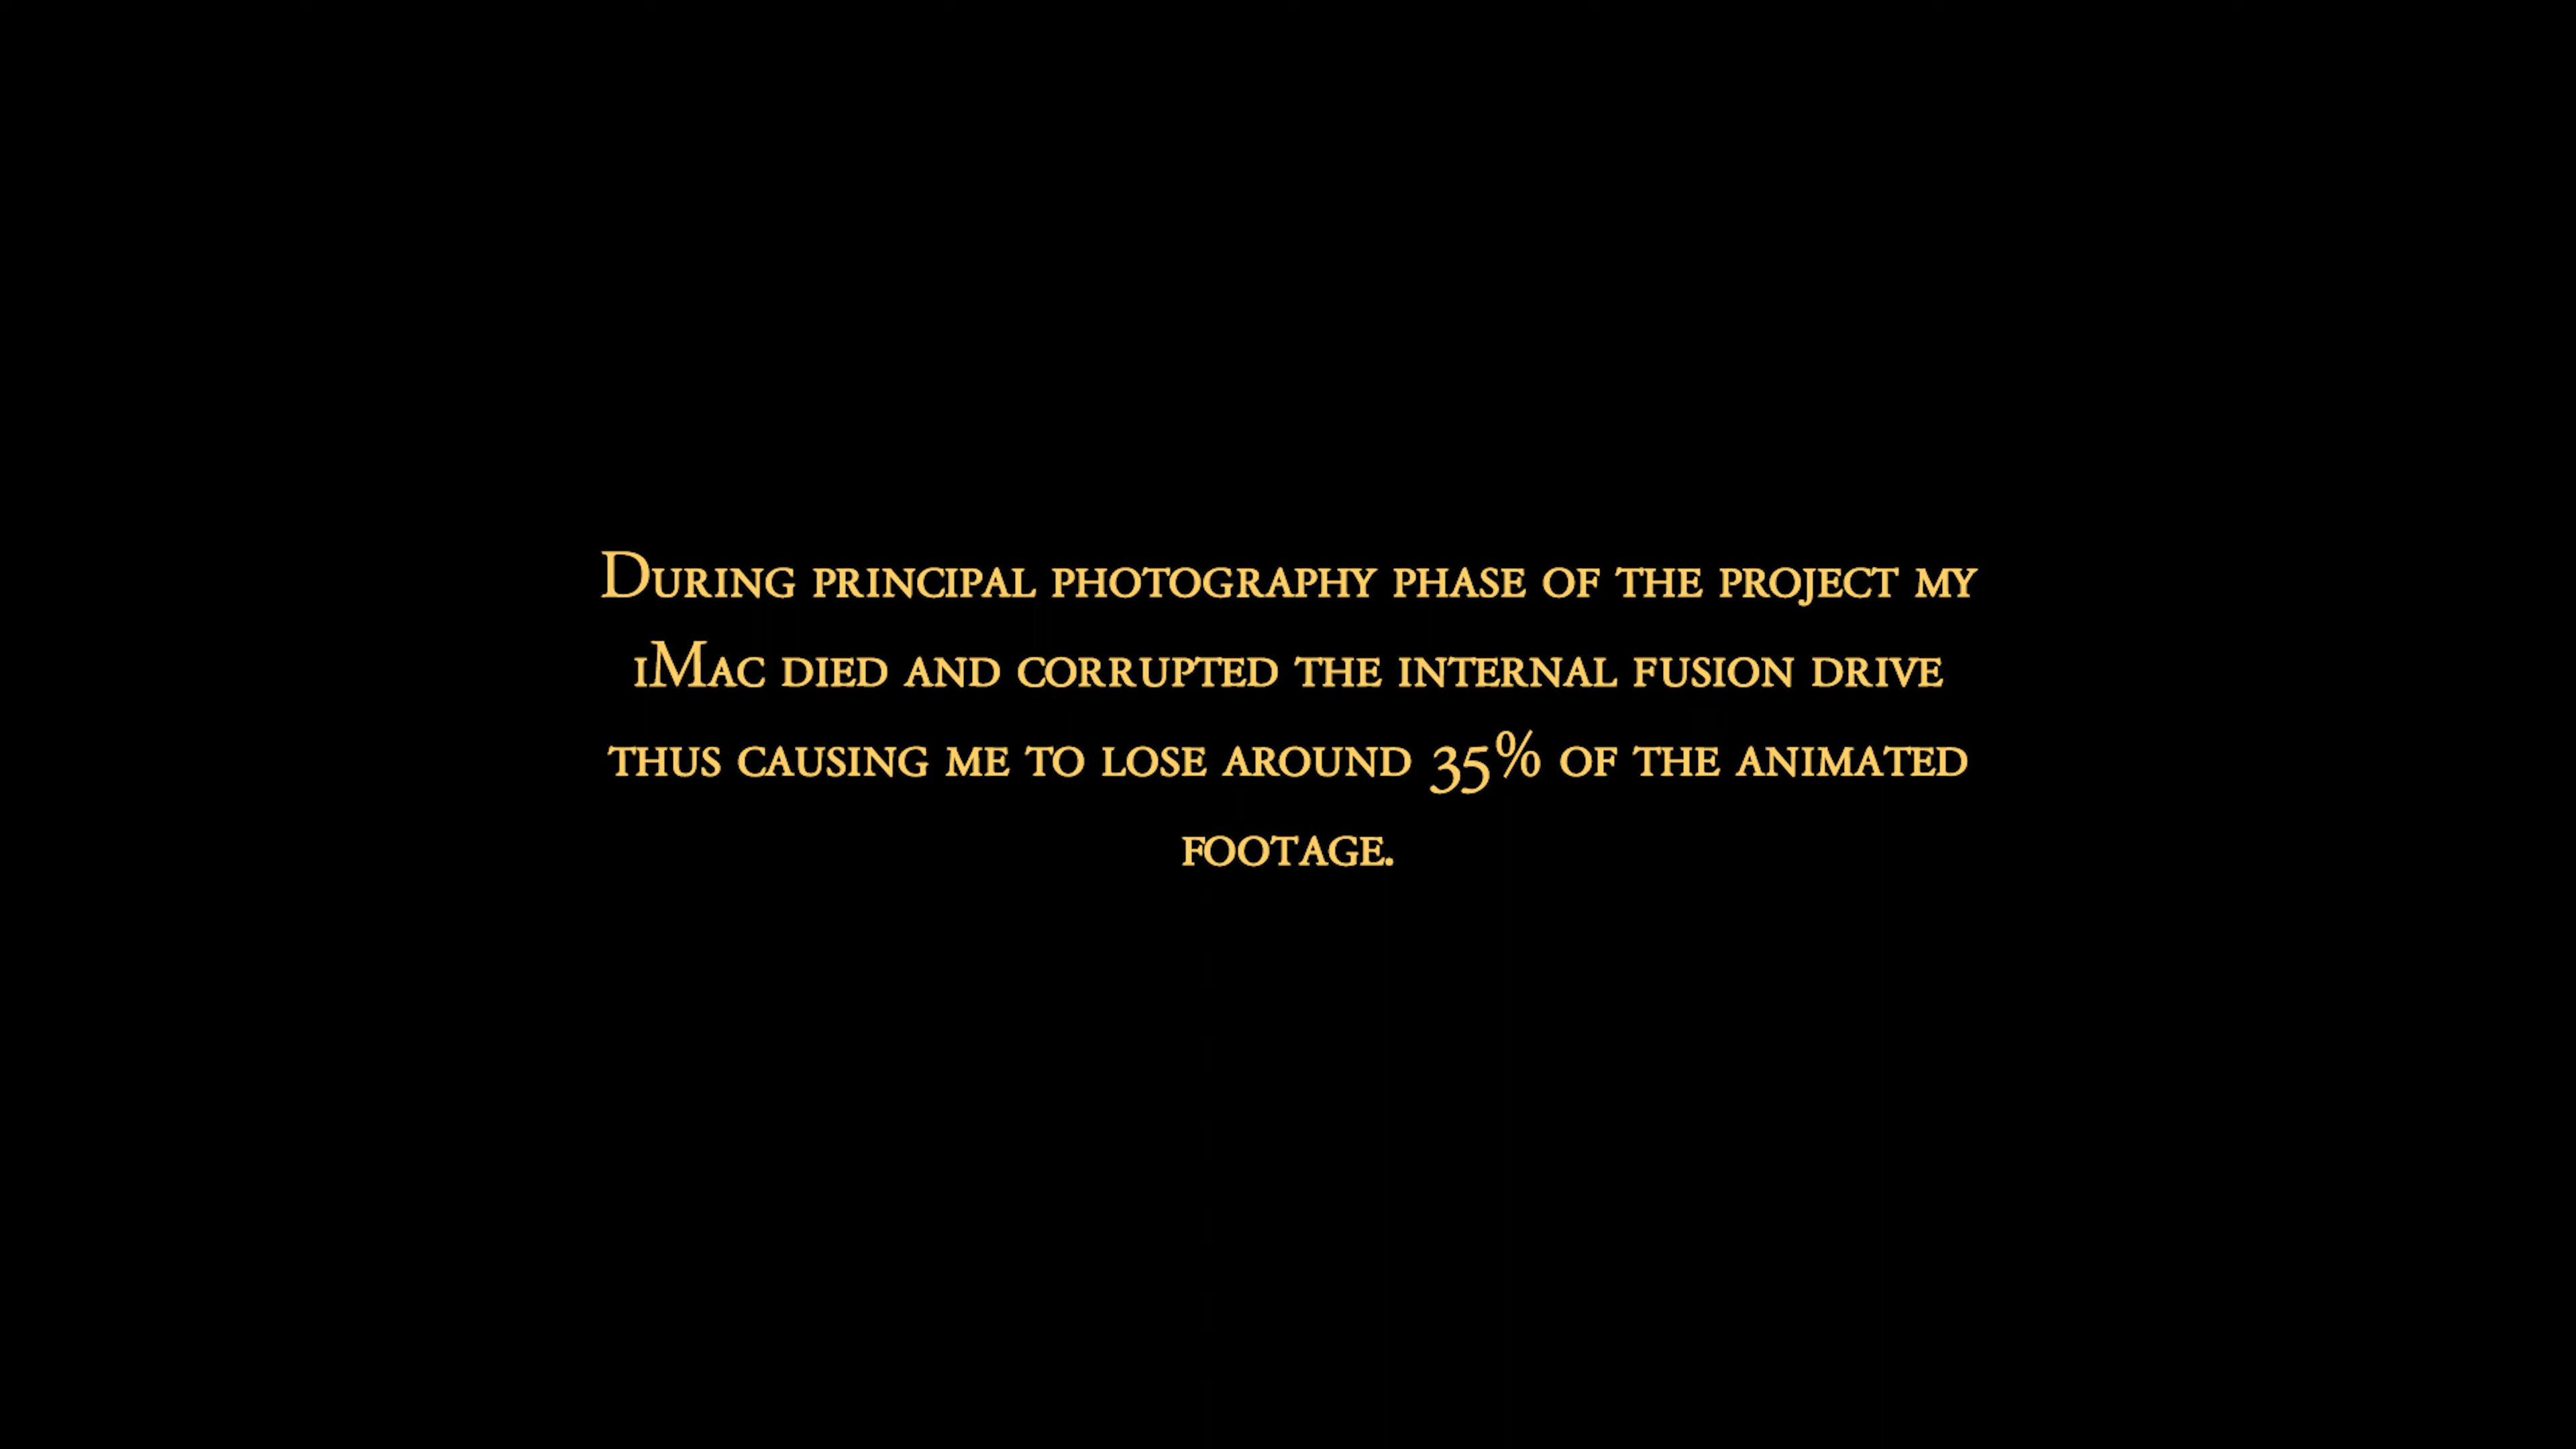 During principal photography phase of the project my
iMac died and corrupted the internal fusion drive
thus causing me to lose around 35% of the animated
footage.